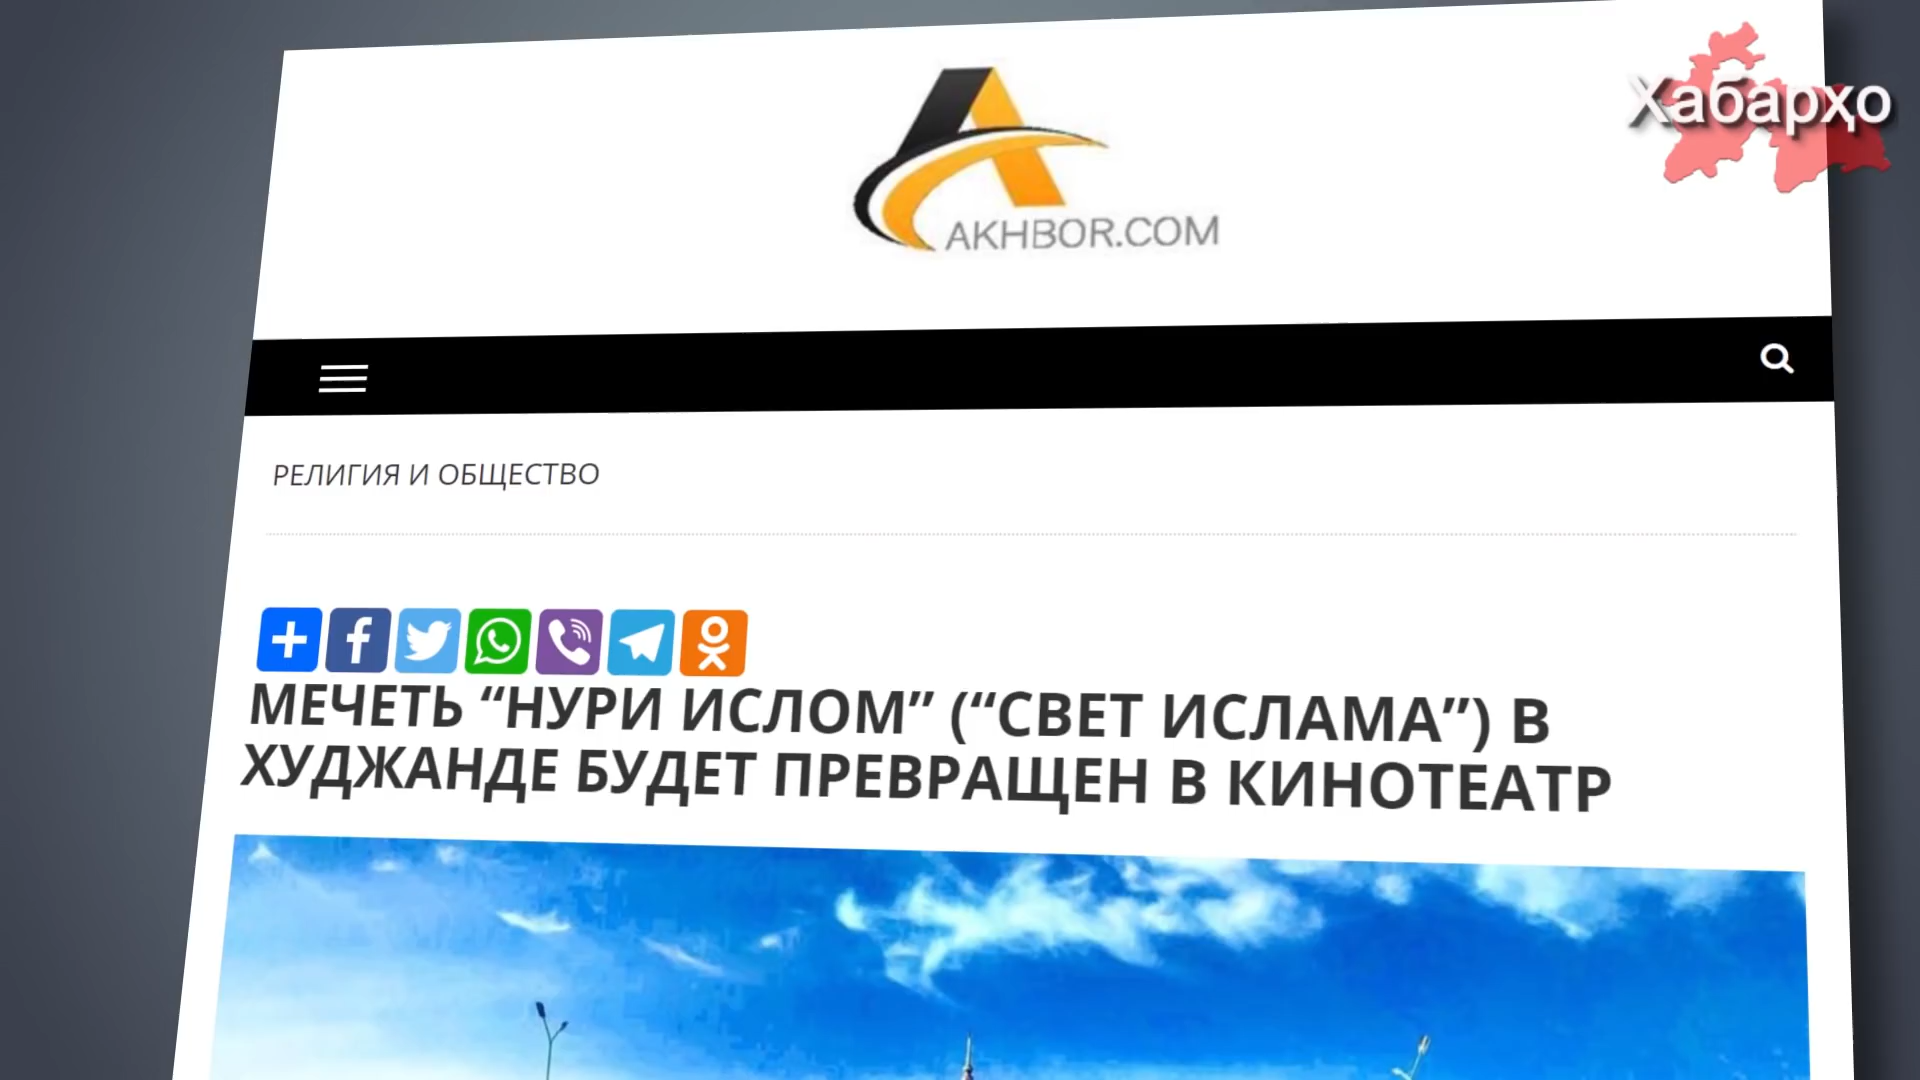 Хабарҳо
AKHBOR.COM
РЕЛИГИЯ И ОБЩЕСТВО
МЕЧЕТЬ “НУРИ ИСЛОМ” (“СВЕТ ИСЛАМА”) В
ХУДЖАНДЕ БУДЕТ ПРЕВРАЩЕН В КИНОТЕАТР